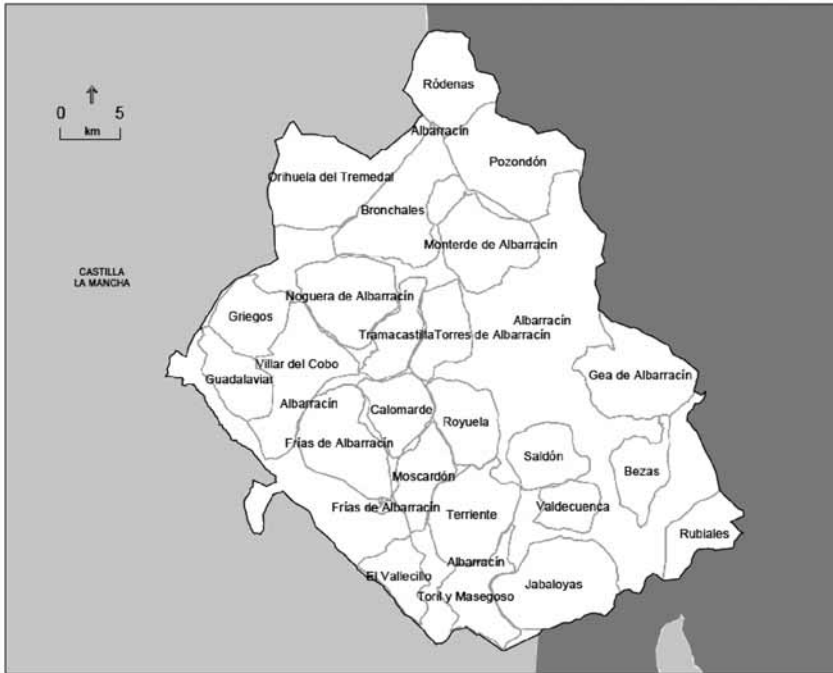 Ródenas
0 5
km
Albarracín
Pozondón
Orihuela del Tremedal
Bronchales
Monterde de Albarracín
CASTILLA
LA MANCHA
Noguera de Albarracín
Griegos
Albarracín
Tramacastilla
Torres de Albarracín
Villar del Cobo
Guadalaviar
Gea de Albarracín
Albarracín
Calomarde
Royuela
Frías de Albarracín
Saldón
Bezas
Moscardón
Frías de Albarracín
Terriente
Valdecuenca
Rubiales
Albarracín
El Vallecillo
Jabaloyas
Toril y Masegoso